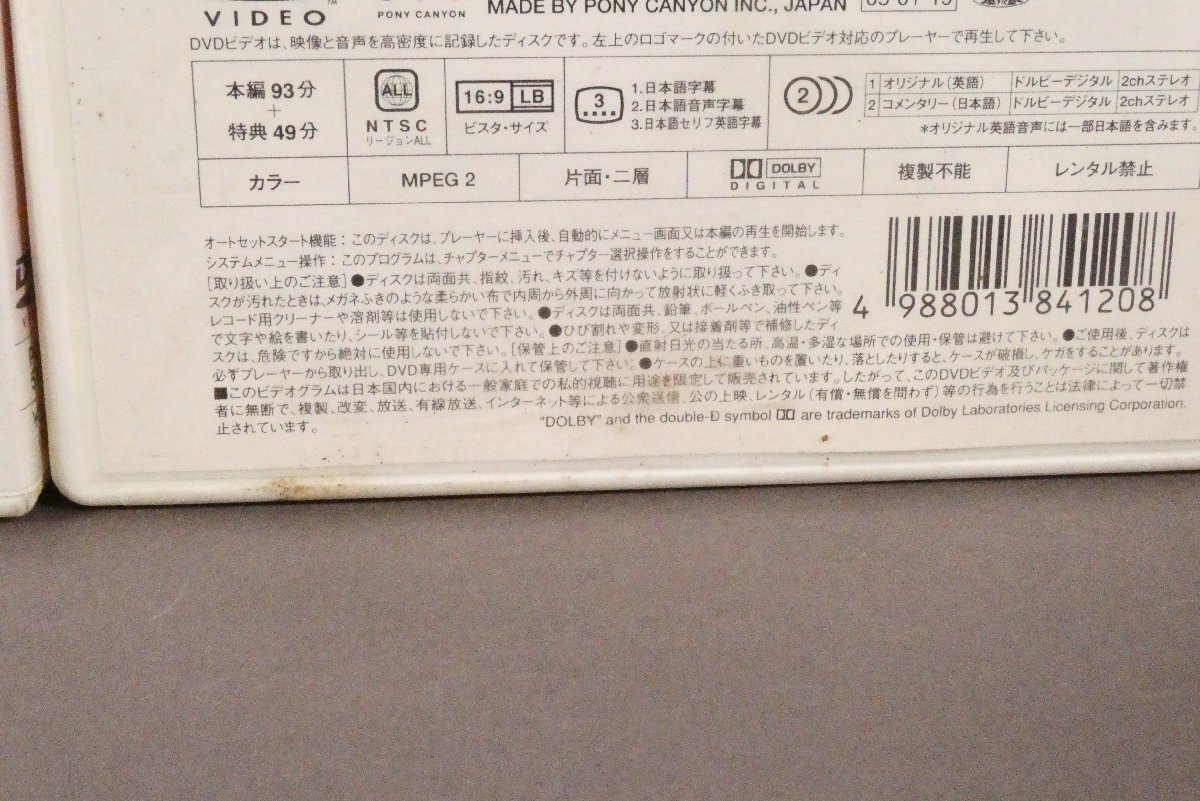 VIDEO
PONY CANYON
MADE BY PONY CANYON INC., JAPAN
DVDビデオは、映像と音声を高密度に記録したディスクです。左上のロゴマークの付いたDVDビデオ対応のプレーヤーで再生して下さい。
本編 93分
+
特典 49分
ALL
NTSC
リージョンALL
16:9 LB
ビスタ・サイズ
3
1.日本語字幕
2.日本語音声字幕
3.日本語セリフ英語字幕
2
1 オリジナル(英語) ドルビーデジタル 2chステレオ
2 コメンタリー(日本語) ドルビーデジタル 2chステレオ
*オリジナル英語音声には一部日本語を含みます。
カラー
MPEG 2
片面・二層
DOLBY
DIGITAL
複製不能
レンタル禁止
オートセットスタート機能：このディスクは、プレーヤーに挿入後、自動的にメニュー画面又は本編の再生を開始します。
システムメニュー操作：このプログラムは、チャプターメニューでチャプター選択操作をすることができます。
[取り扱い上のご注意]●ディスクは両面共、指紋、汚れ、キズ等を付けないように取り扱って下さい。●ディ
スクが汚れたときは、メガネふきのような柔らかい布で内周から外周に向かって放射状に軽くふき取って下さい。
レコード用クリーナーや溶剤等は使用しないで下さい。●ディスクは両面共、鉛筆、ボールペン、油性ペン等
で文字や絵を書いたり、シール等を貼付しないで下さい。●ひび割れや変形、又は接着剤等で補修したディ
スクは、危険ですから絶対に使用しないで下さい。[保管上のご注意]●直射日光の当たる所、高温・多湿な場所での使用・保管は避けて下さい。●ご使用後、ディスクは
必ずプレーヤーから取り出し、DVD専用ケースに入れて保管して下さい。●ケースの上に重いものを置いたり、落としたりすると、ケースが破損し、ケガをすることがあります。
■このビデオグラムは日本国内における一般家庭での私的視聴に用途を限定して販売されています。したがって、このDVDビデオ及びパッケージに関して著作権
者に無断で、複製、改変、放送、有線放送、インターネット等による公衆送信、公の上映、レンタル(有償・無償を問わず)等の行為を行うことは法律によって一切禁
止されています。
"DOLBY" and the double-D symbol are trademarks of Dolby Laboratories Licensing Corporation.
4 988013 841208